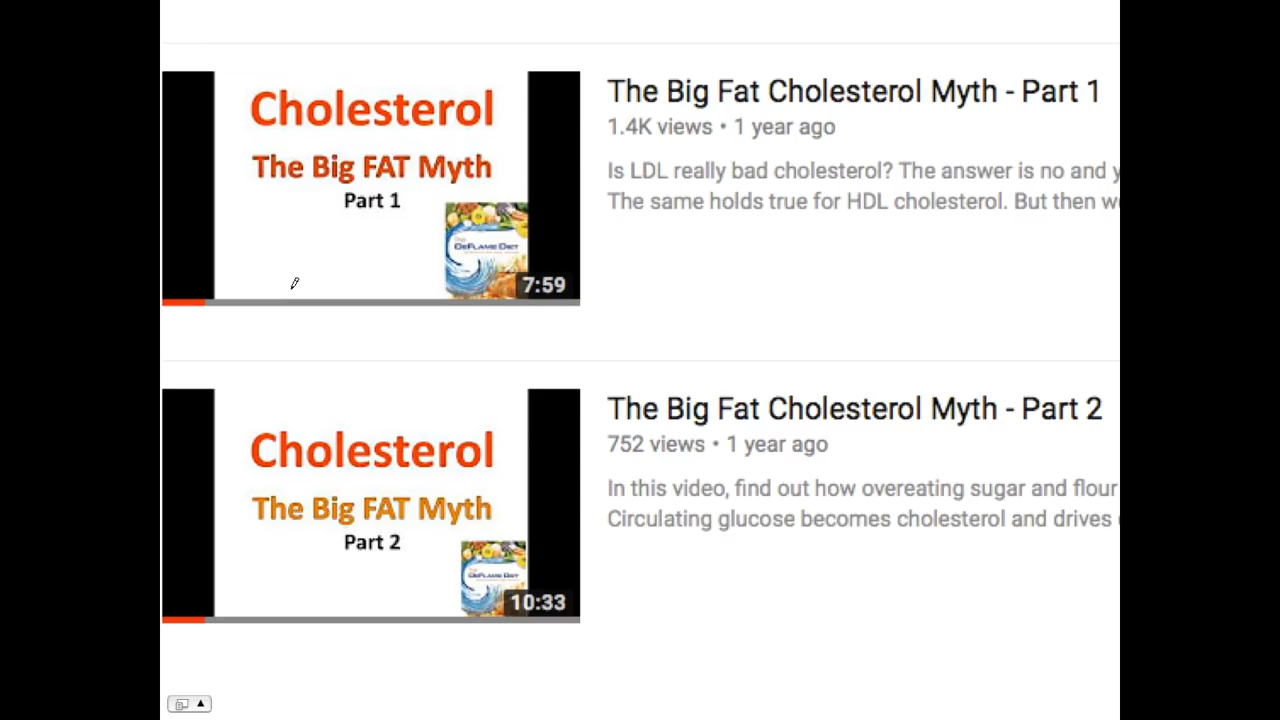 Cholesterol
The Big FAT Myth
Part 1
DEFLAME DIET
7:59
The Big Fat Cholesterol Myth - Part 1
1.4K views • 1 year ago
Is LDL really bad cholesterol? The answer is no and
The same holds true for HDL cholesterol. But then
Cholesterol
The Big FAT Myth
Part 2
DEFLAME DIET
10:33
The Big Fat Cholesterol Myth - Part 2
752 views • 1 year ago
In this video, find out how overeating sugar and flour
Circulating glucose becomes cholesterol and drives